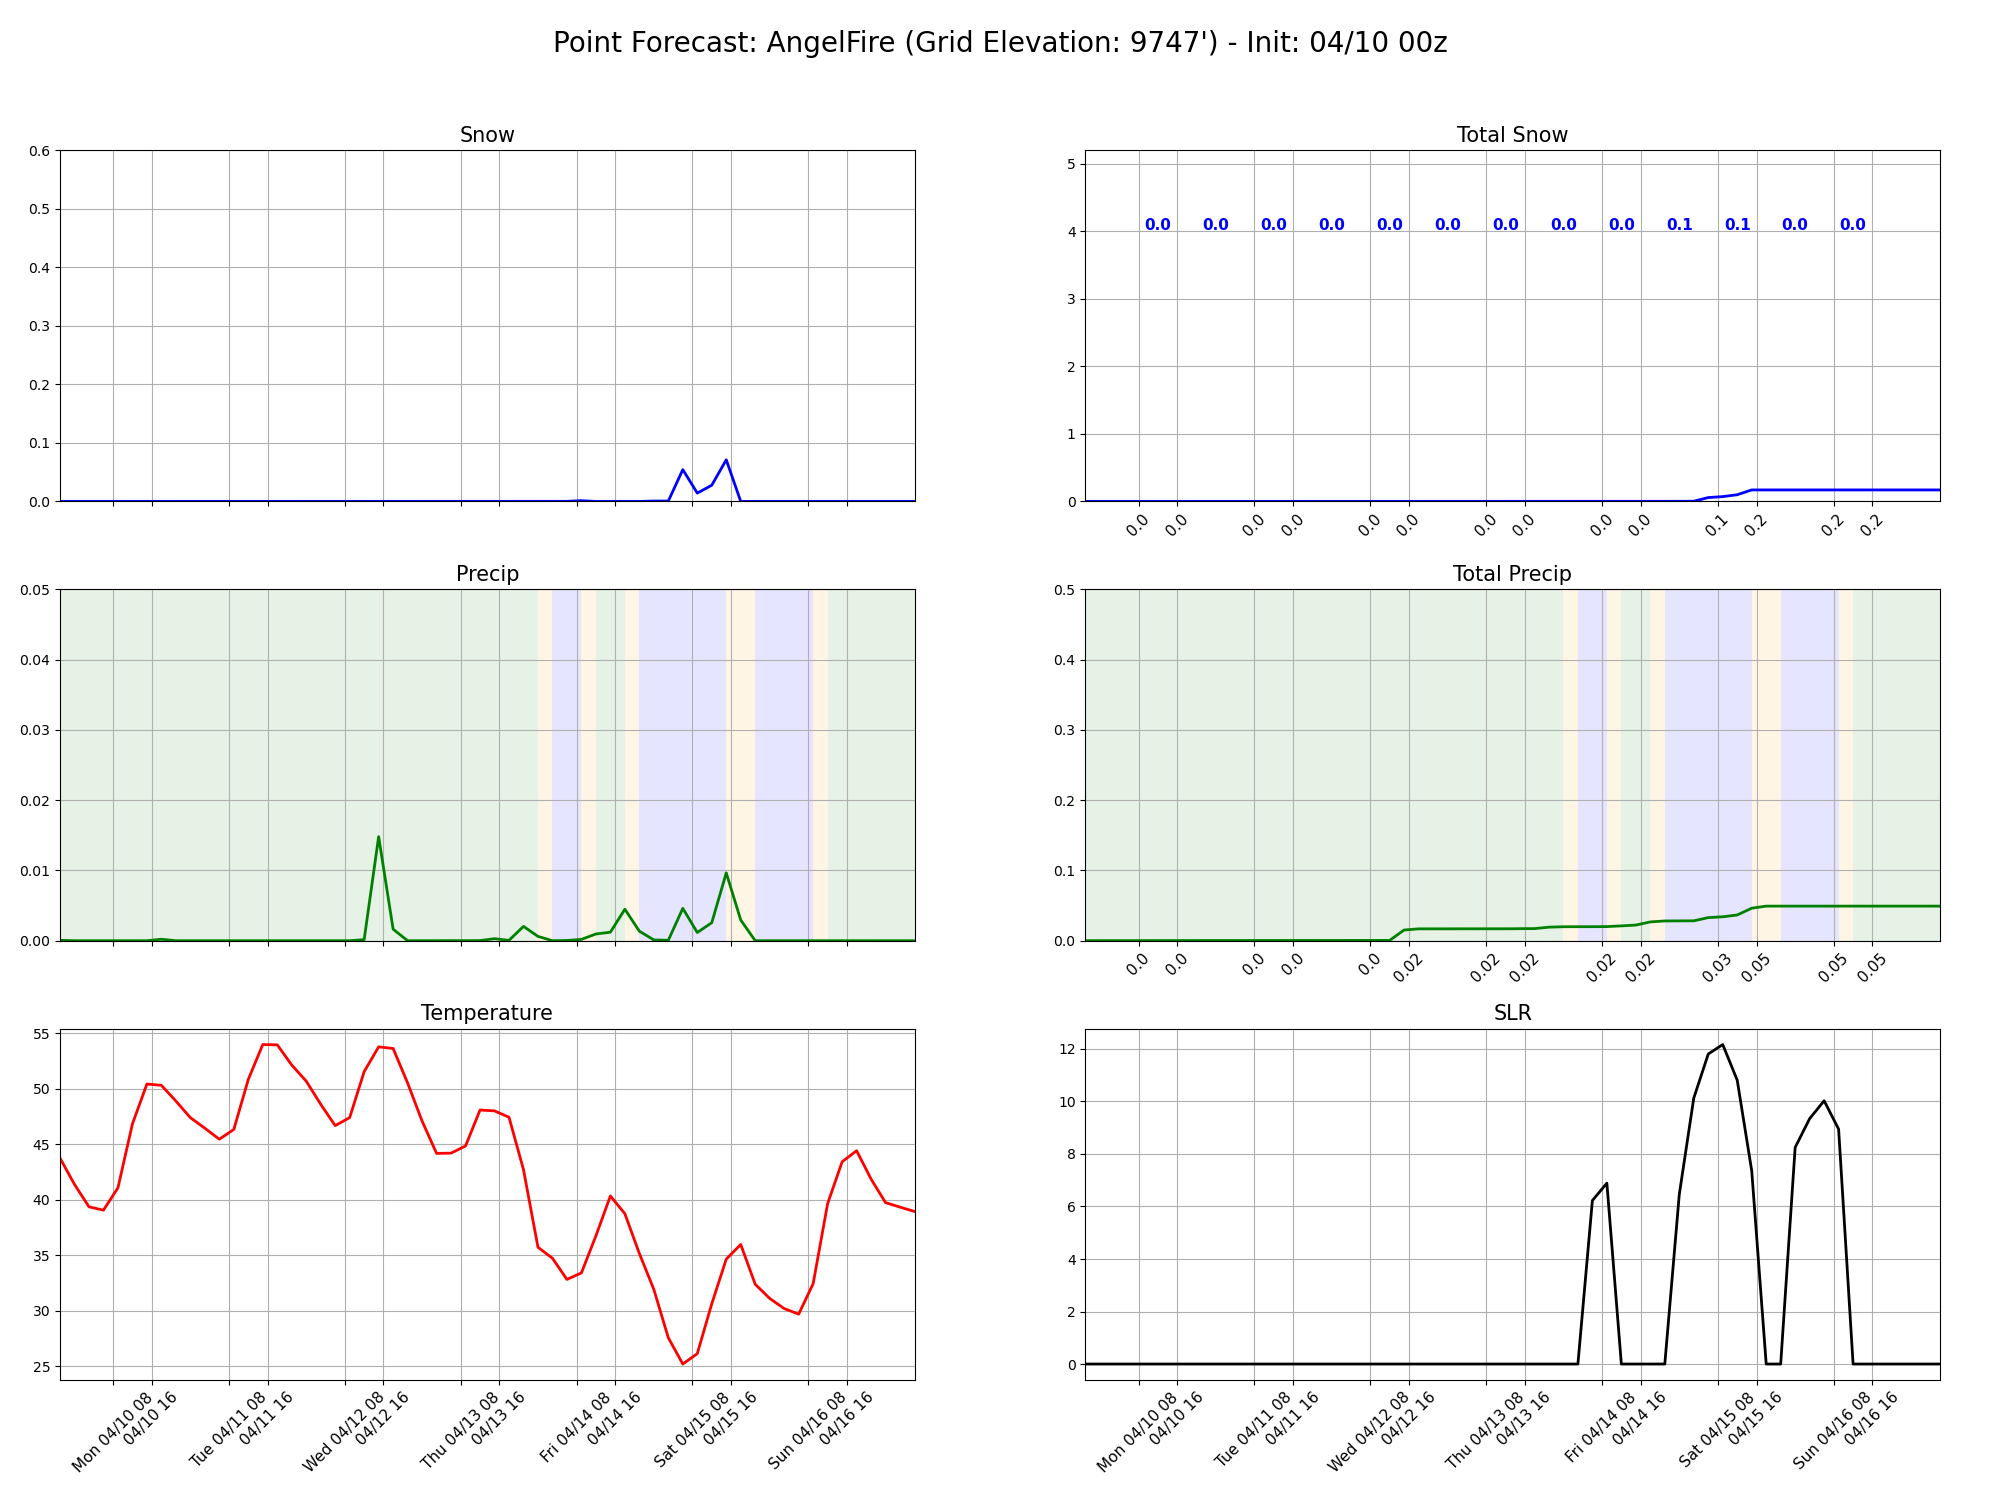 Point Forecast: AngelFire (Grid Elevation: 9747') - Init: 04/10 00z
Snow
0.6
0.5
0.4
0.3
0.2
0.1
0.0
Total Snow
5
4
3
2
1
0
0.0 0.0 0.0 0.0 0.0 0.0 0.0 0.0 0.0 0.1 0.1 0.0 0.0
0.0 0.0 0.0 0.0 0.0 0.0 0.0 0.0 0.0 0.0 0.1 0.2 0.2 0.2
Precip
0.05
0.04
0.03
0.02
0.01
0.00
Total Precip
0.5
0.4
0.3
0.2
0.1
0.0
0.0 0.0 0.0 0.0 0.0 0.02 0.02 0.02 0.02 0.02 0.03 0.05 0.05 0.05
Temperature
55
50
45
40
35
30
25
Mon 04/10 08
04/10 16
Tue 04/11 08
04/11 16
Wed 04/12 08
04/12 16
Thu 04/13 08
04/13 16
Fri 04/14 08
04/14 16
Sat 04/15 08
04/15 16
Sun 04/16 08
04/16 16
SLR
12
10
8
6
4
2
0
Mon 04/10 08
04/10 16
Tue 04/11 08
04/11 16
Wed 04/12 08
04/12 16
Thu 04/13 08
04/13 16
Fri 04/14 08
04/14 16
Sat 04/15 08
04/15 16
Sun 04/16 08
04/16 16